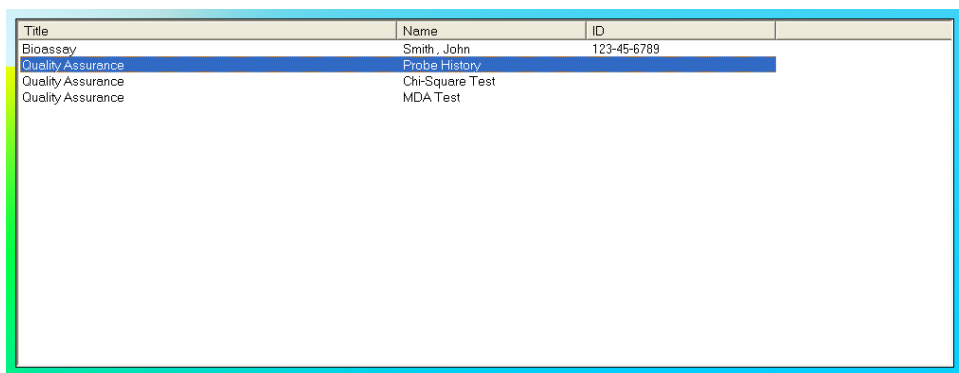 Title Name ID
Bioassay Smith , John 123-45-6789
Quality Assurance Probe History
Quality Assurance Chi-Square Test
Quality Assurance MDA Test